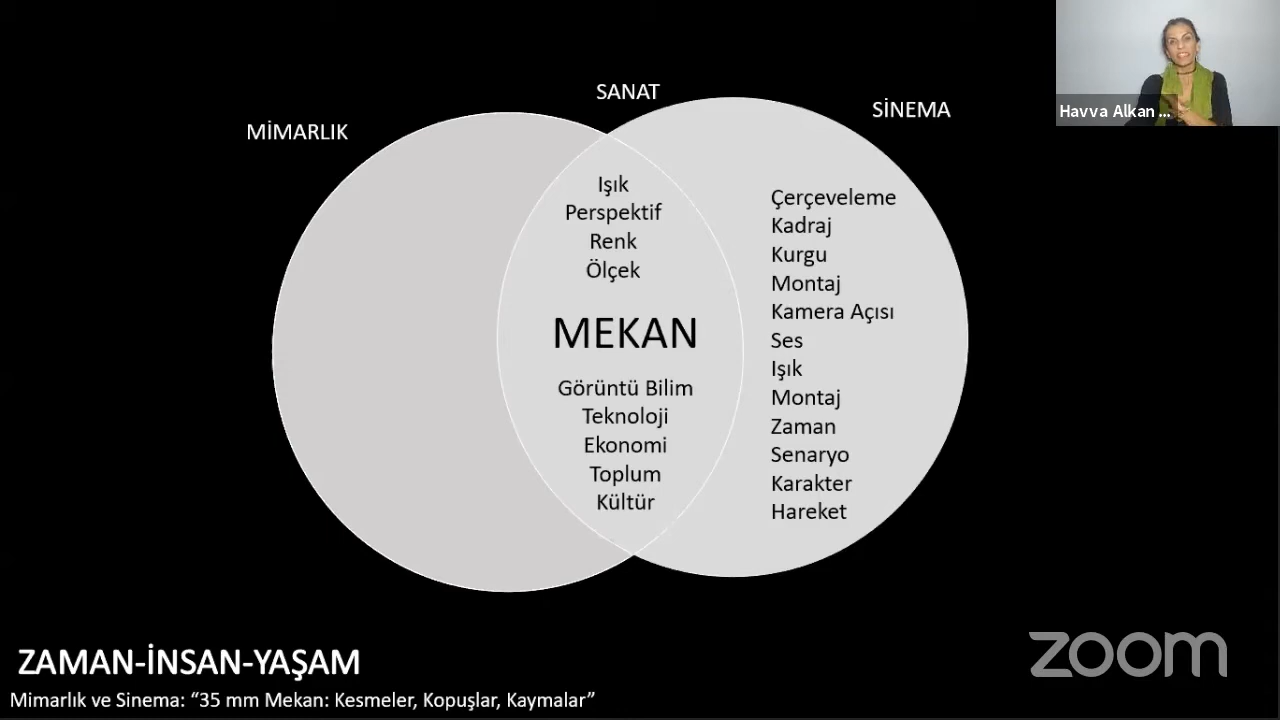 SANAT
MİMARLIK
SİNEMA
Havva Alkan ...
Işık
Perspektif
Renk
Ölçek
MEKAN
Görüntü Bilim
Teknoloji
Ekonomi
Toplum
Kültür
Çerçeveleme
Kadraj
Kurgu
Montaj
Kamera Açısı
Ses
Işık
Montaj
Zaman
Senaryo
Karakter
Hareket
ZAMAN-İNSAN-YAŞAM
Mimarlık ve Sinema: “35 mm Mekan: Kesmeler, Kopuşlar, Kaymalar”
zoom